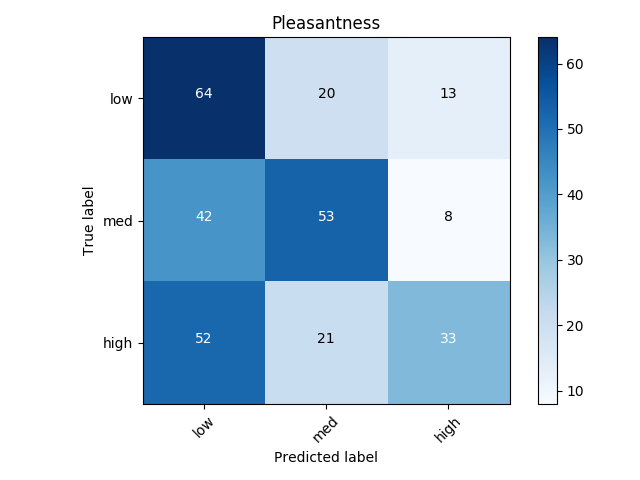 Pleasantness
True label
low 64 20 13
med 42 53 8
high 52 21 33
low med high
Predicted label
60
50
40
30
20
10